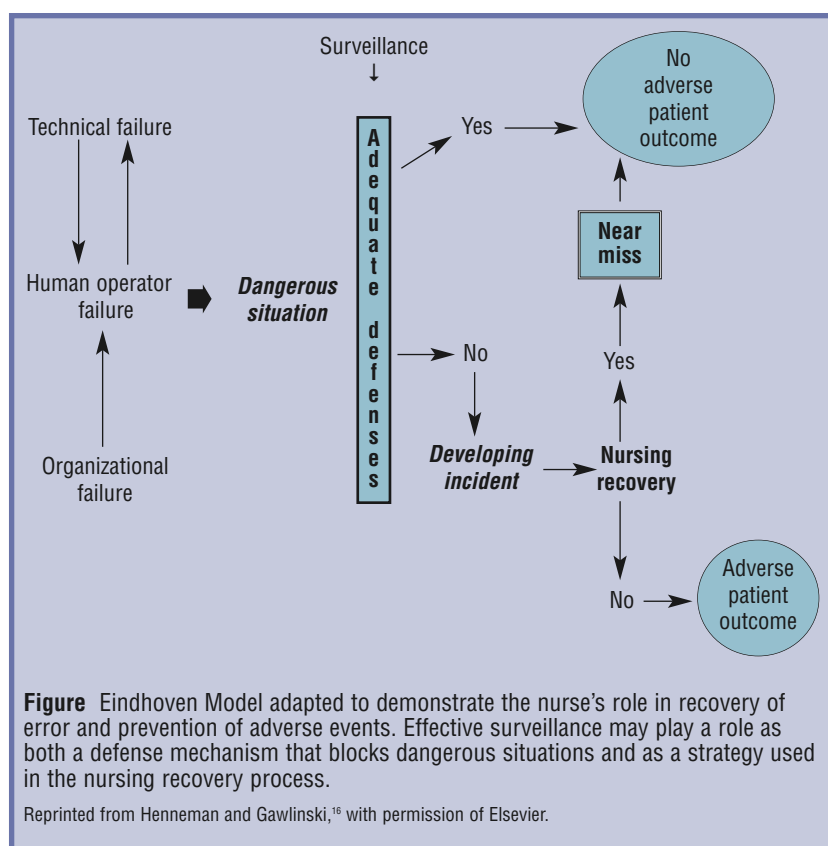 Surveillance
Technical failure
Human operator
failure
Organizational
failure
Dangerous
situation
Adequate defenses
Yes
No
adverse
patient
outcome
Near
miss
Yes
No
Developing
incident
Nursing
recovery
No
Adverse
patient
outcome
Figure Eindhoven Model adapted to demonstrate the nurse's role in recovery of
error and prevention of adverse events. Effective surveillance may play a role as
both a defense mechanism that blocks dangerous situations and as a strategy used
in the nursing recovery process.
Reprinted from Henneman and Gawlinski,¹⁶ with permission of Elsevier.